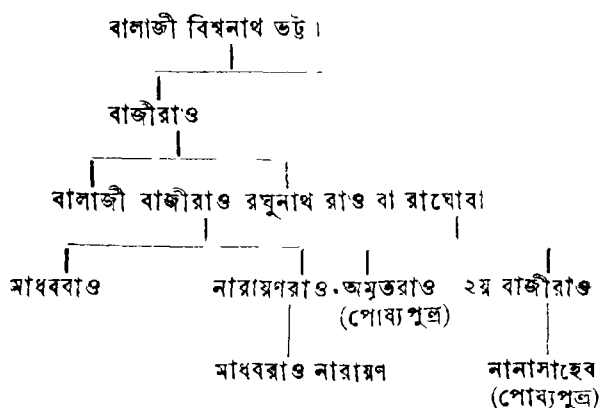 বালাজী বিশ্বনাথ ভট্ট।
বাজীরাও
বালাজী বাজীরাও রঘুনাথ রাও বা রাঘোবা
মাধবরাও নারায়ণরাও. অমৃতরাও ২য় বাজীরাও
(পোষ্যপুত্র)
মাধবরাও নারায়ণ নানাসাহেব
(পোষ্যপুত্র)